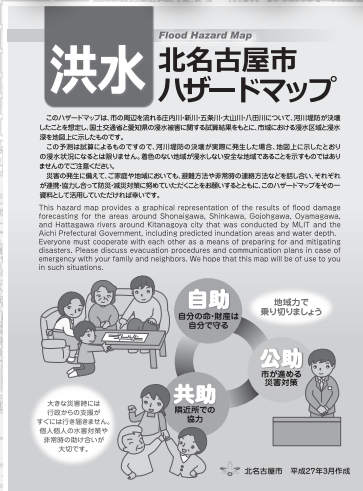 Flood Hazard Map
洪水
北名古屋市
ハザードマップ
このハザードマップは、市の周辺を流れる庄内川・新川・五条川・大山川・八田川について、河川堤防が決壊
したことを想定し、国土交通省と愛知県の浸水被害に関する試算結果をもとに、市域における浸水区域と浸水
深を地図上に示したものです。
この予測は試算によるものですので、河川堤防の決壊が実際に発生した場合、地図上に示したとおり
の浸水状況になるとは限りません。着色のない地域が浸水しない安全な地域であることを示すものではあり
ませんのでご注意ください。
災害の発生に備えて、ご家庭や地域においても、避難方法や非常時の連絡方法などを話し合い、それぞれ
が連携・協力し合って防災・減災対策に努めていただくことをお願いするとともに、このハザードマップをその一
資料として活用していただければ幸いです。
This hazard map provides a graphical representation of the results of flood damage
forecasting for the areas around Shonaigawa, Shinkawa, Gojohgawa, Oyamagawa,
and Hattagawa rivers around Kitanagoya city that was conducted by MLIT and the
Aichi Prefectural Government, including predicted inundation areas and water depth.
Everyone must cooperate with each other as a means of preparing for and mitigating
disasters. Please discuss evacuation procedures and communication plans in case of
emergency with your family and neighbors. We hope that this map will be of use to you
in such situations.
自助
自分の命・財産は
自分で守る
地域力で
乗り切りましょう
公助
市が進める
災害対策
共助
隣近所での
協力
大きな災害時には
行政からの支援が
すぐには行き届きません。
個人個人の水害対策や
非常時の助け合いが
大切です。
北名古屋市 平成27年3月作成